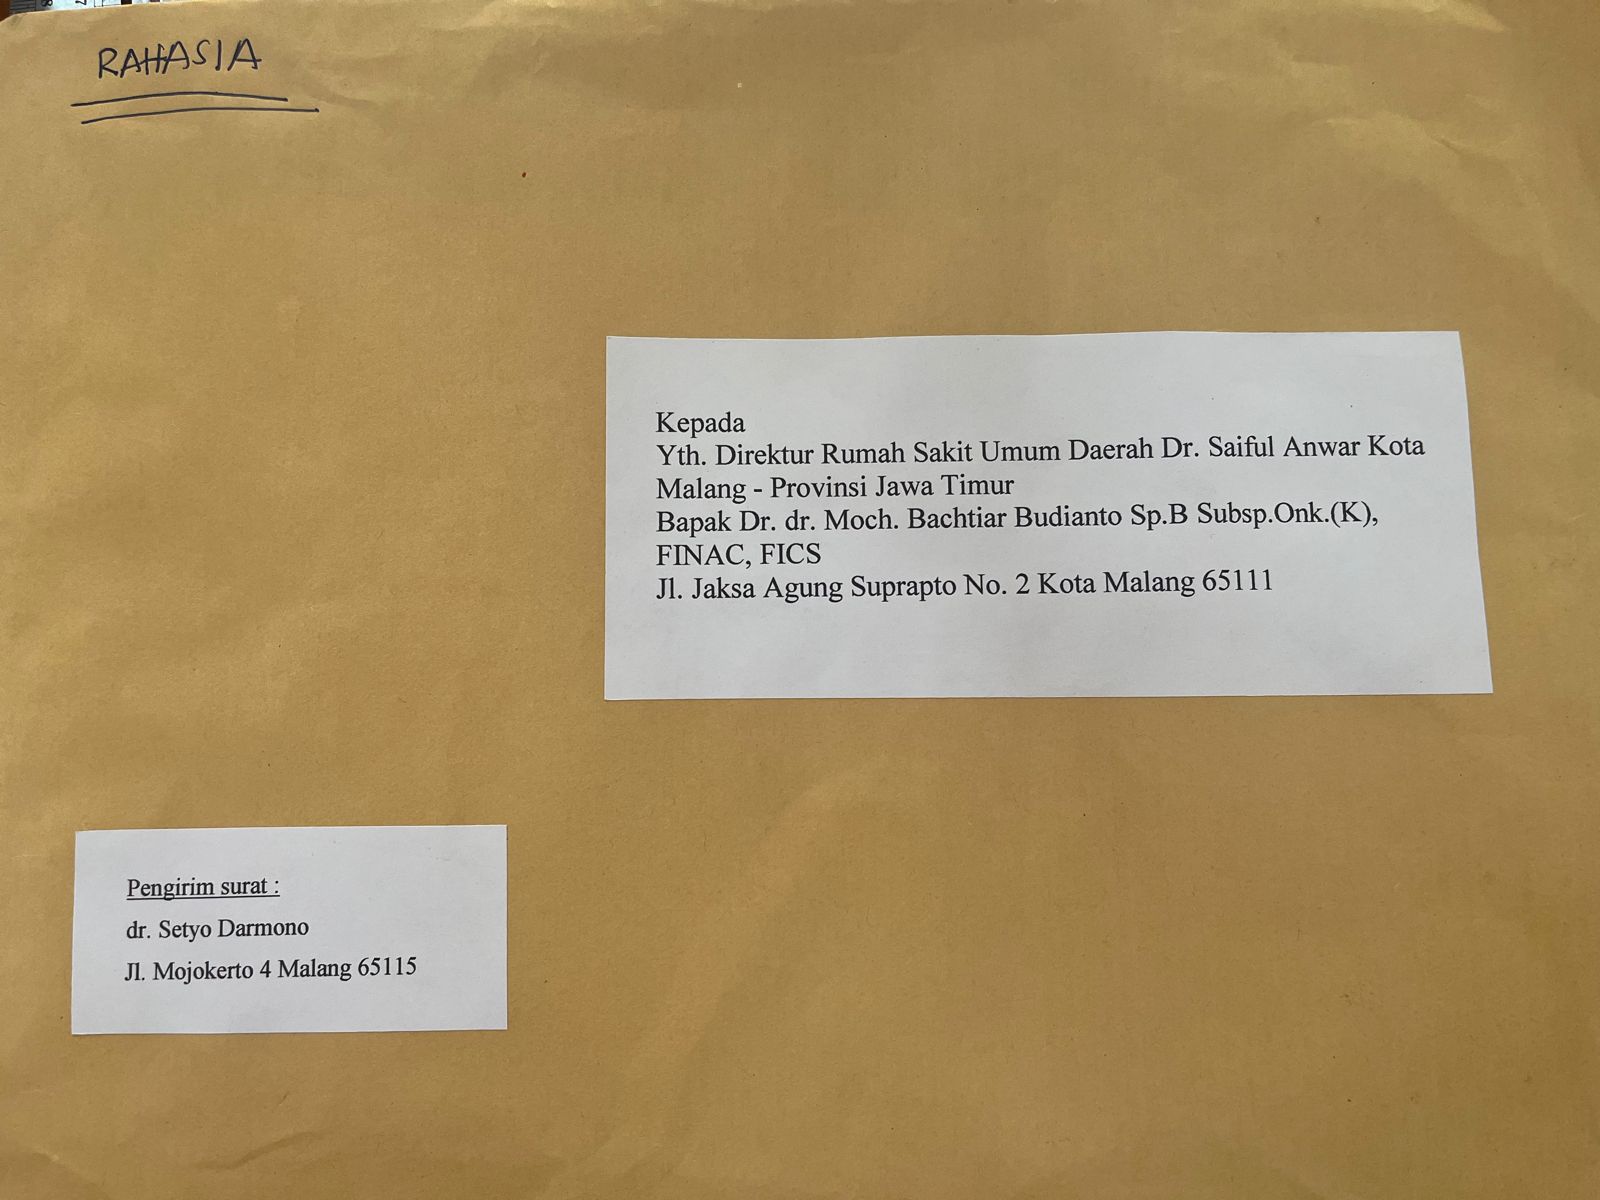 RAHASIA
Kepada
Yth. Direktur Rumah Sakit Umum Daerah Dr. Saiful Anwar Kota
Malang - Provinsi Jawa Timur
Bapak Dr. dr. Moch. Bachtiar Budianto Sp.B Subsp.Onk.(K),
FINAC, FICS
Jl. Jaksa Agung Suprapto No. 2 Kota Malang 65111
Pengirim surat :
dr. Setyo Darmono
Jl. Mojokerto 4 Malang 65115